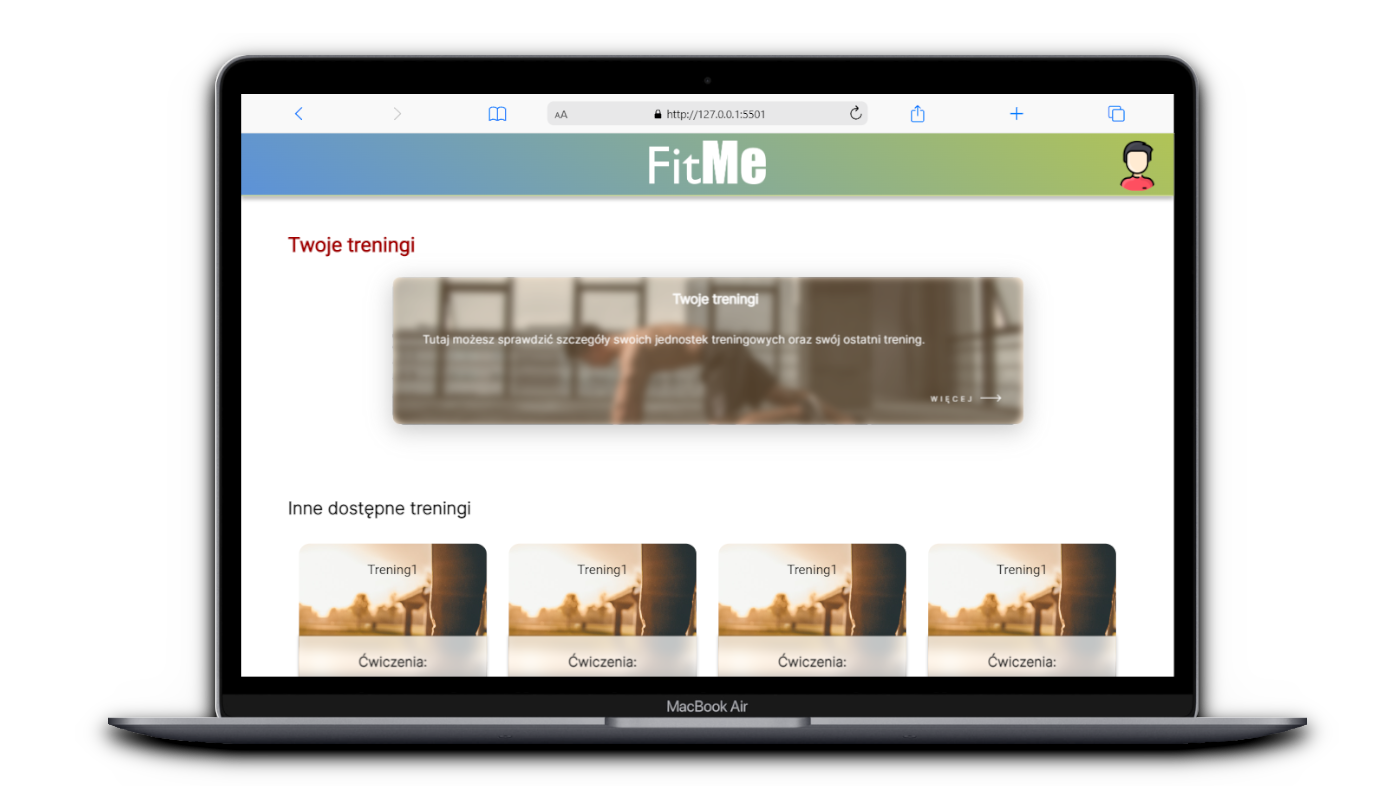 AA
http://127.0.0.1:5501
FitMe
Twoje treningi
Twoje treningi
Tutaj możesz sprawdzić szczegóły swoich jednostek treningowych oraz swój ostatni trening.
WIĘCEJ
Inne dostępne treningi
Trening1 Trening1 Trening1 Trening1
Ćwiczenia: Ćwiczenia: Ćwiczenia: Ćwiczenia:
MacBook Air